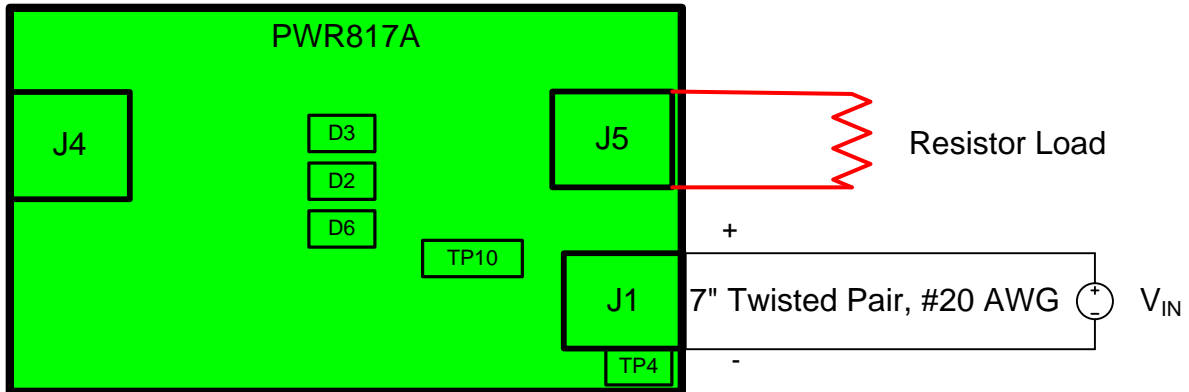 PWR817A
J4
D3
D2
D6
TP10
J5
Resistor Load
+
J1
7" Twisted Pair, #20 AWG
+
-
VIN
-
TP4